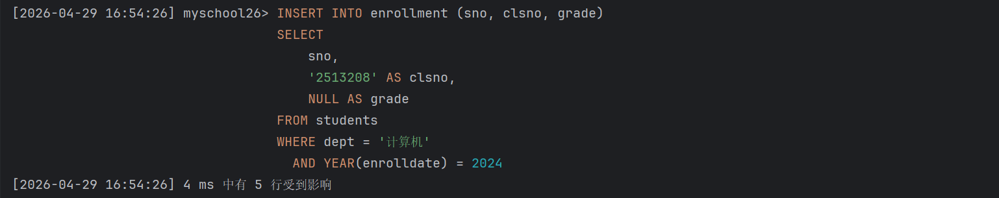 [2026-04-29 16:54:26] myschool26> INSERT INTO enrollment (sno, clsno, grade)
SELECT
sno,
'2513208' AS clsno,
NULL AS grade
FROM students
WHERE dept = '计算机'
AND YEAR(enrolldate) = 2024
[2026-04-29 16:54:26] 4 ms 中有 5 行受到影响